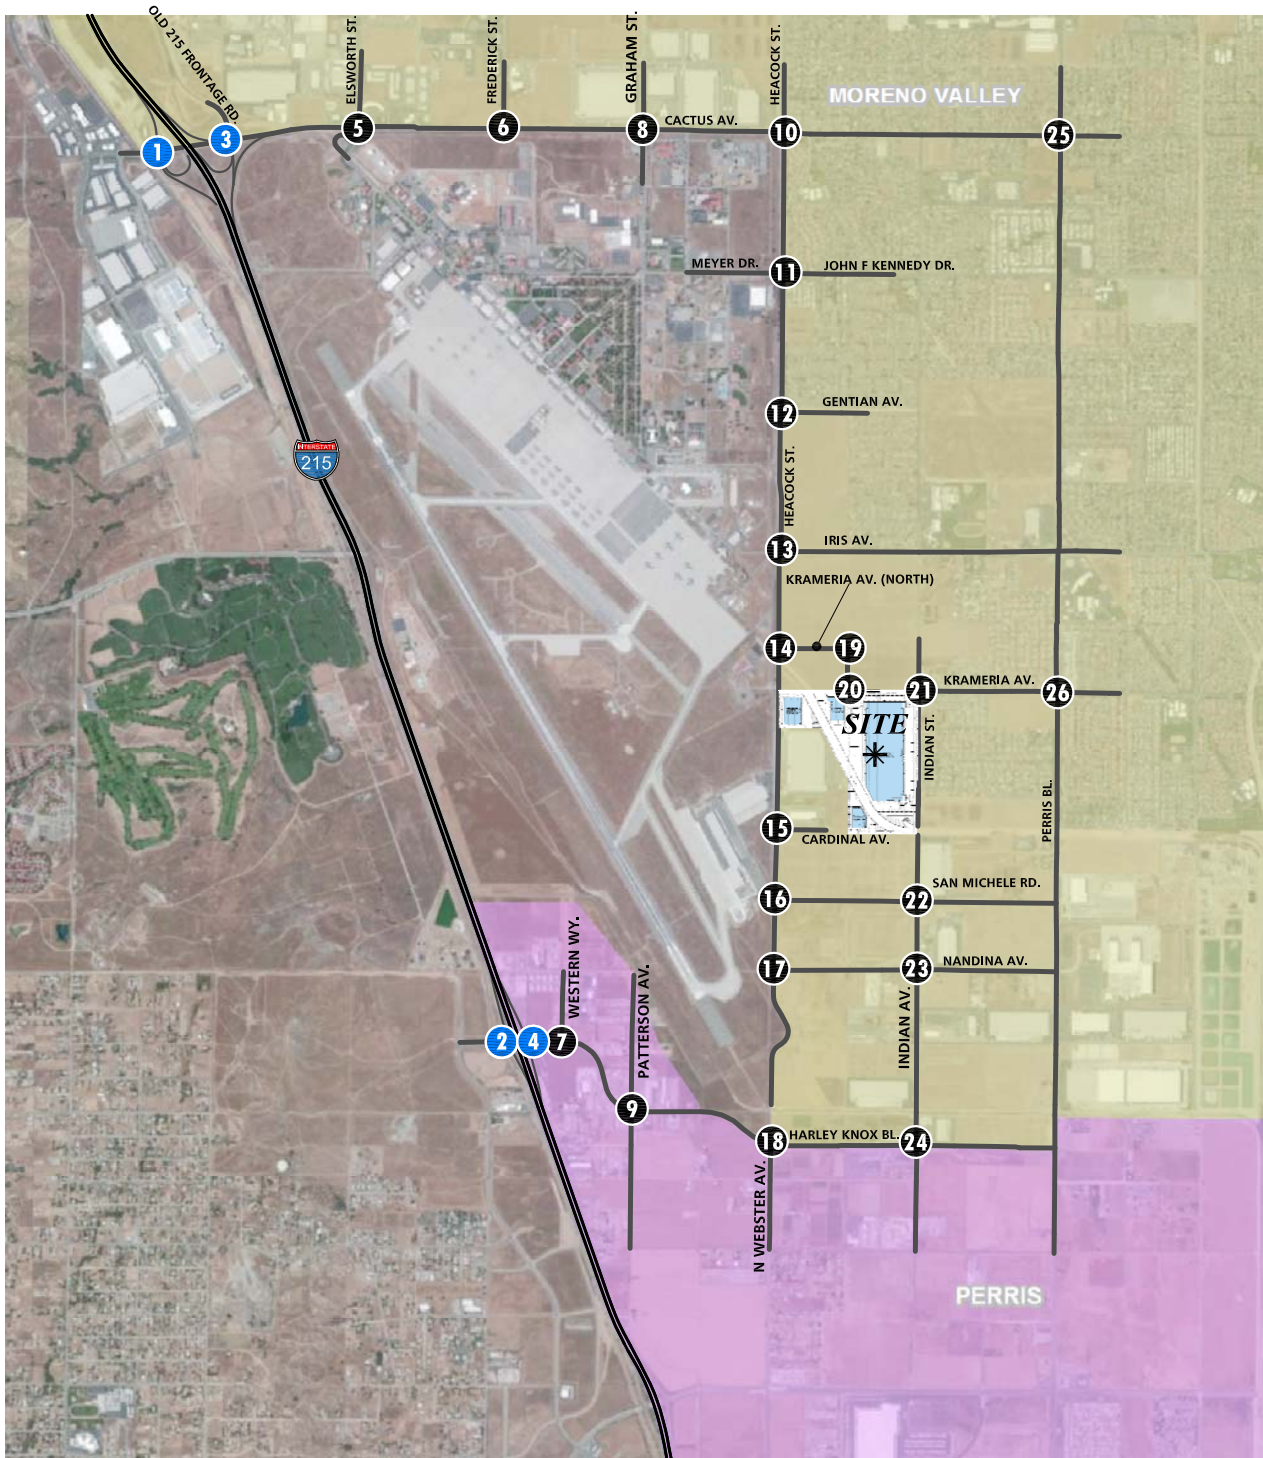 OLD 215 FRONTAGE RD.
ELSWORTH ST.
FREDERICK ST.
GRAHAM ST.
HEACOCK ST.
MORENO VALLEY
1
3
5
6
8
CACTUS AV.
10
25
MEYER DR.
11
JOHN F KENNEDY DR.
12
GENTIAN AV.
INTERSTATE
215
HEACOCK ST.
13
IRIS AV.
KRAMERIA AV. (NORTH)
14
19
20
21
KRAMERIA AV.
26
SITE
INDIAN ST.
PERRIS BL.
15
CARDINAL AV.
16
22
SAN MICHELE RD.
17
23
NANDINA AV.
WESTERN WY.
PATTERSON AV.
INDIAN AV.
2
4
7
9
18
HARLEY KNOX BL.
24
N WEBSTER AV.
PERRIS